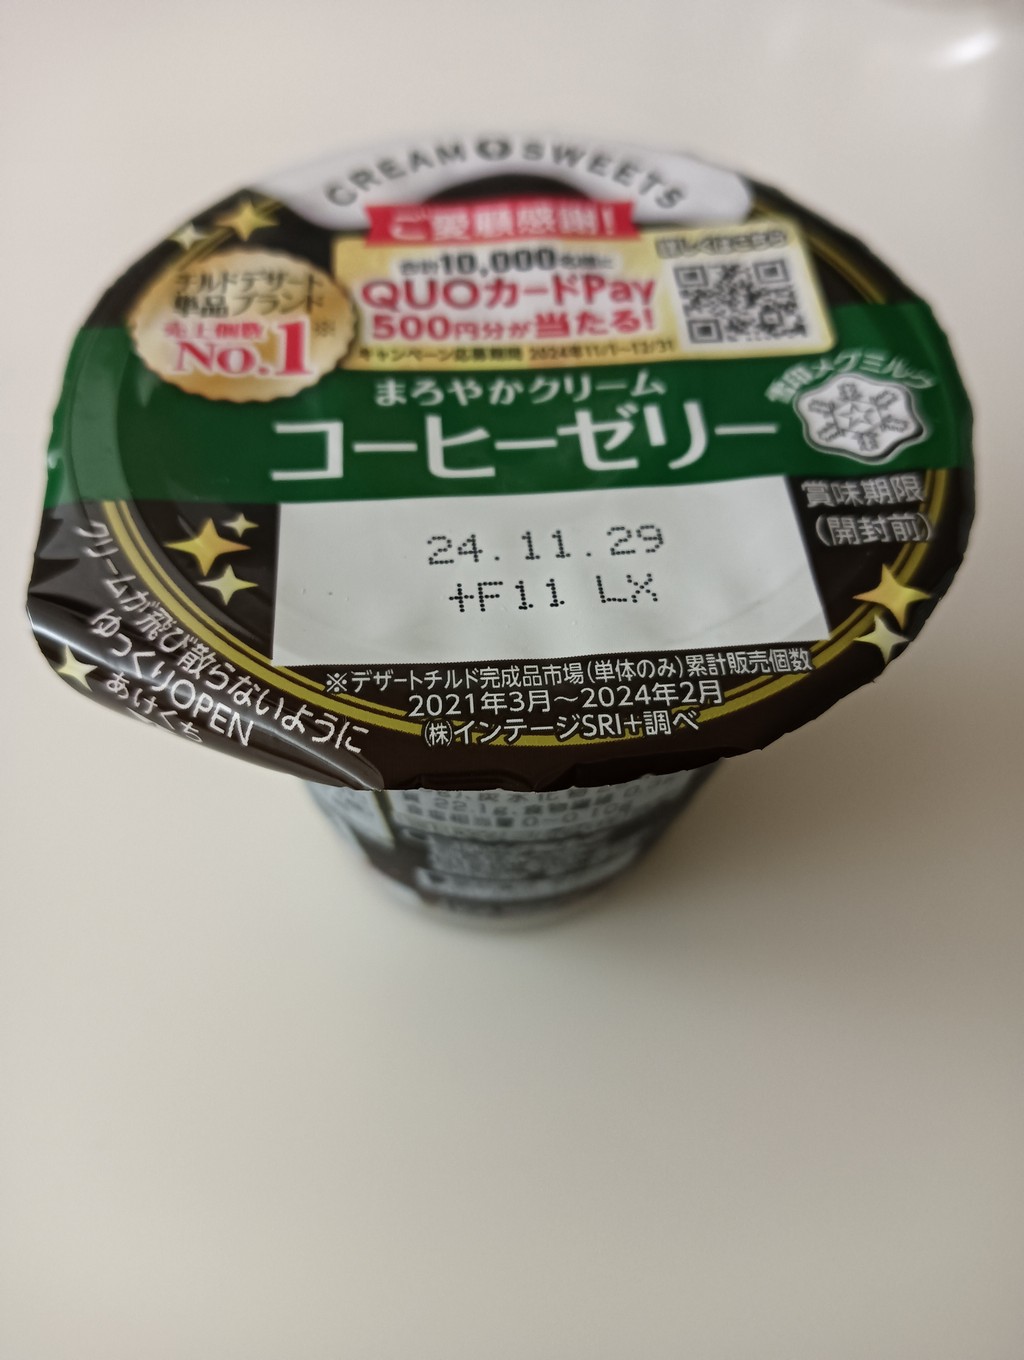 CREAM SWEETS
ご愛顧感謝!
合計10,000名様に
QUOカードPay
500円分が当たる!
キャンペーン応募期間 2024年11/1~12/31
詳しくはこちら
チルドデザート
単品ブランド
売上個数
No.1※
まろやかクリーム
コーヒーゼリー
雪印メグミルク
賞味期限
(開封前)
24.11.29
+F11 LX
※デザートチルド完成品市場(単体のみ)累計販売個数
2021年3月~2024年2月
㈱インテージSRI+調べ
クリームが飛び散らないように
ゆっくりOPEN
あけくち